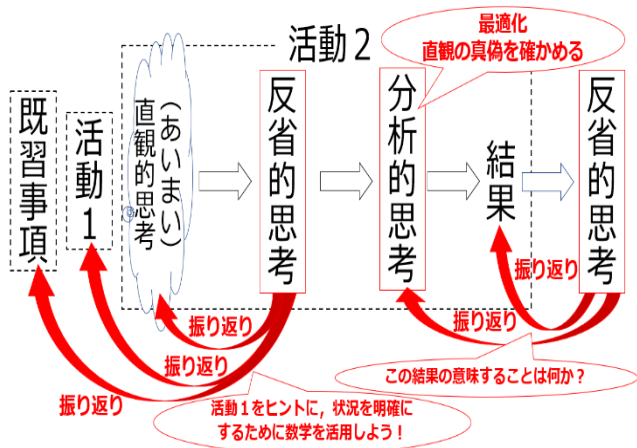 活動２
最適化
直観の真偽を確かめる
既習事項
活動１
（あいまい）
直観的思考
反省的思考
分析的思考
結果
反省的思考
振り返り
振り返り
振り返り
振り返り
振り返り
この結果の意味することは何か？
活動１をヒントに，状況を明確に
するために数学を活用しよう！